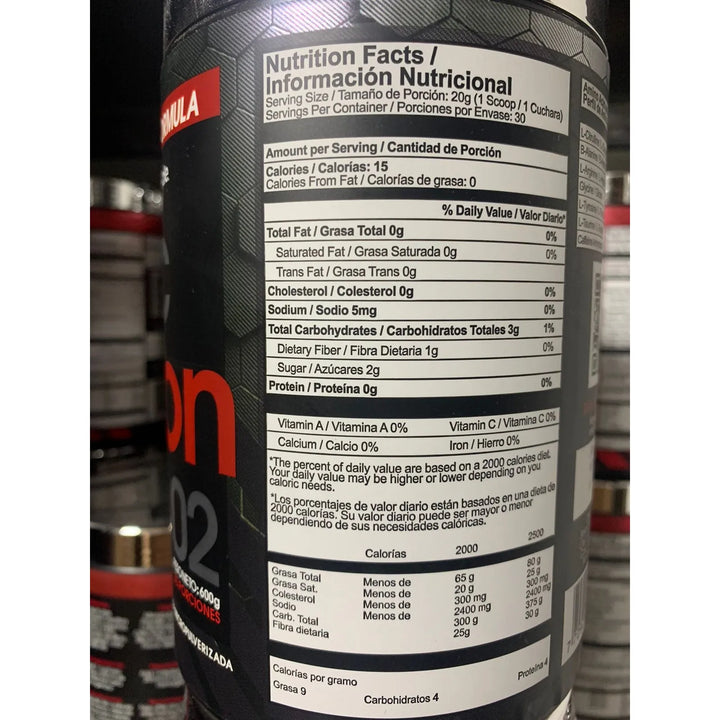 Nutrition Facts /
Información Nutricional
Serving Size / Tamaño de Porción: 20g (1 Scoop / 1 Cuchara)
Servings Per Container / Porciones por Envase: 30
Amount per Serving / Cantidad de Porción
Calories / Calorías: 15
Calories From Fat / Calorías de grasa: 0
% Daily Value / Valor Diario*
Total Fat / Grasa Total 0g 0%
Saturated Fat / Grasa Saturada 0g 0%
Trans Fat / Grasa Trans 0g
Cholesterol / Colesterol 0g 0%
Sodium / Sodio 5mg 0%
Total Carbohydrates / Carbohidratos Totales 3g 1%
Dietary Fiber / Fibra Dietaria 1g 0%
Sugar / Azúcares 2g
Protein / Proteína 0g 0%
Vitamin A / Vitamina A 0% Vitamin C / Vitamina C 0%
Calcium / Calcio 0% Iron / Hierro 0%
*The percent of daily value are based on a 2000 calories diet.
Your daily value may be higher or lower depending on you
caloric needs.
*Los porcentajes de valor diario están basados en una dieta de
2000 calorías. Su valor diario puede ser mayor o menor
dependiendo de sus necesidades calóricas.
Calorías 2000 2500
Grasa Total Menos de 65 g 80 g
Grasa Sat. Menos de 20 g 25 g
Colesterol Menos de 300 mg 300 mg
Sodio Menos de 2400 mg 2400 mg
Carb. Total 300 g 375 g
Fibra dietaria 25g 30 g
Calorías por gramo
Grasa 9 Carbohidratos 4 Proteína 4
RMULA
on
02
NETO: 600g
PORCIONES
PULVERIZADA